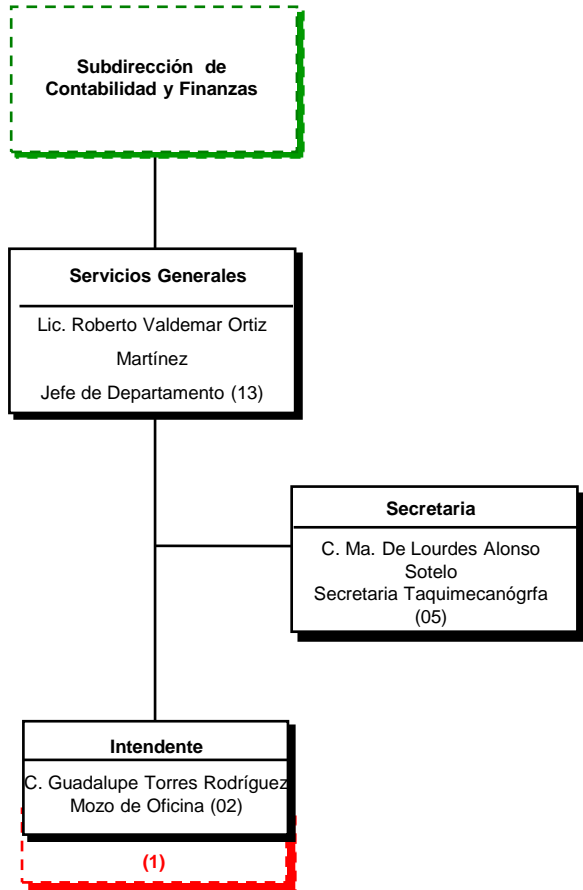 Subdirección de
Contabilidad y Finanzas
Servicios Generales
Lic. Roberto Valdemar Ortiz
Martínez
Jefe de Departamento (13)
Secretaria
C. Ma. De Lourdes Alonso
Sotelo
Secretaria Taquimecanógrfa
(05)
Intendente
C. Guadalupe Torres Rodríguez
Mozo de Oficina (02)
(1)